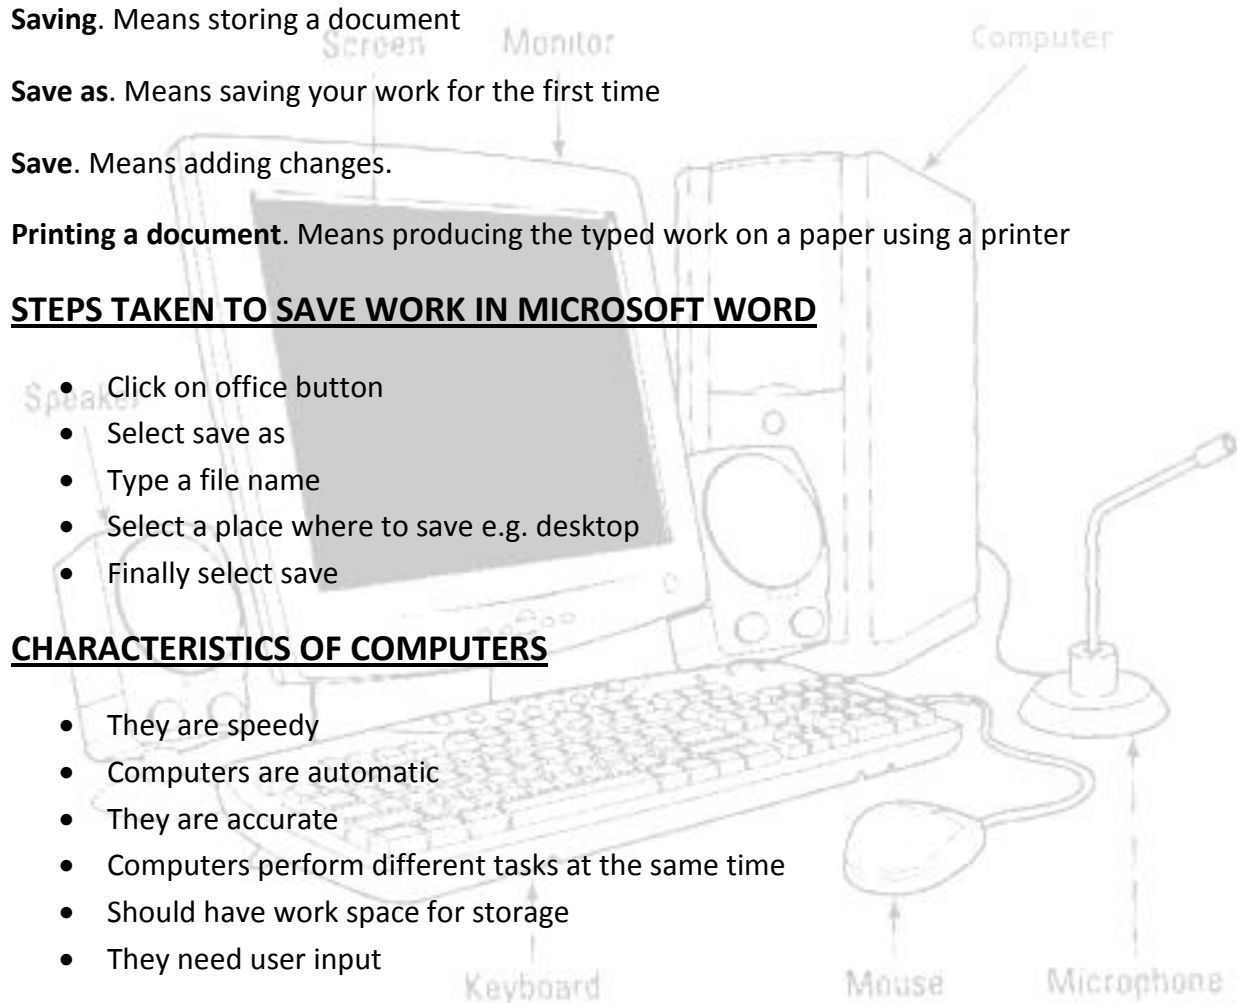 Saving. Means storing a document
Screen Monitor Computer
Save as. Means saving your work for the first time
Save. Means adding changes.
Printing a document. Means producing the typed work on a paper using a printer
STEPS TAKEN TO SAVE WORK IN MICROSOFT WORD
• Click on office button
Speaker
• Select save as
• Type a file name
• Select a place where to save e.g. desktop
• Finally select save
CHARACTERISTICS OF COMPUTERS
• They are speedy
• Computers are automatic
• They are accurate
• Computers perform different tasks at the same time
• Should have work space for storage
• They need user input
Keyboard Mouse Microphone